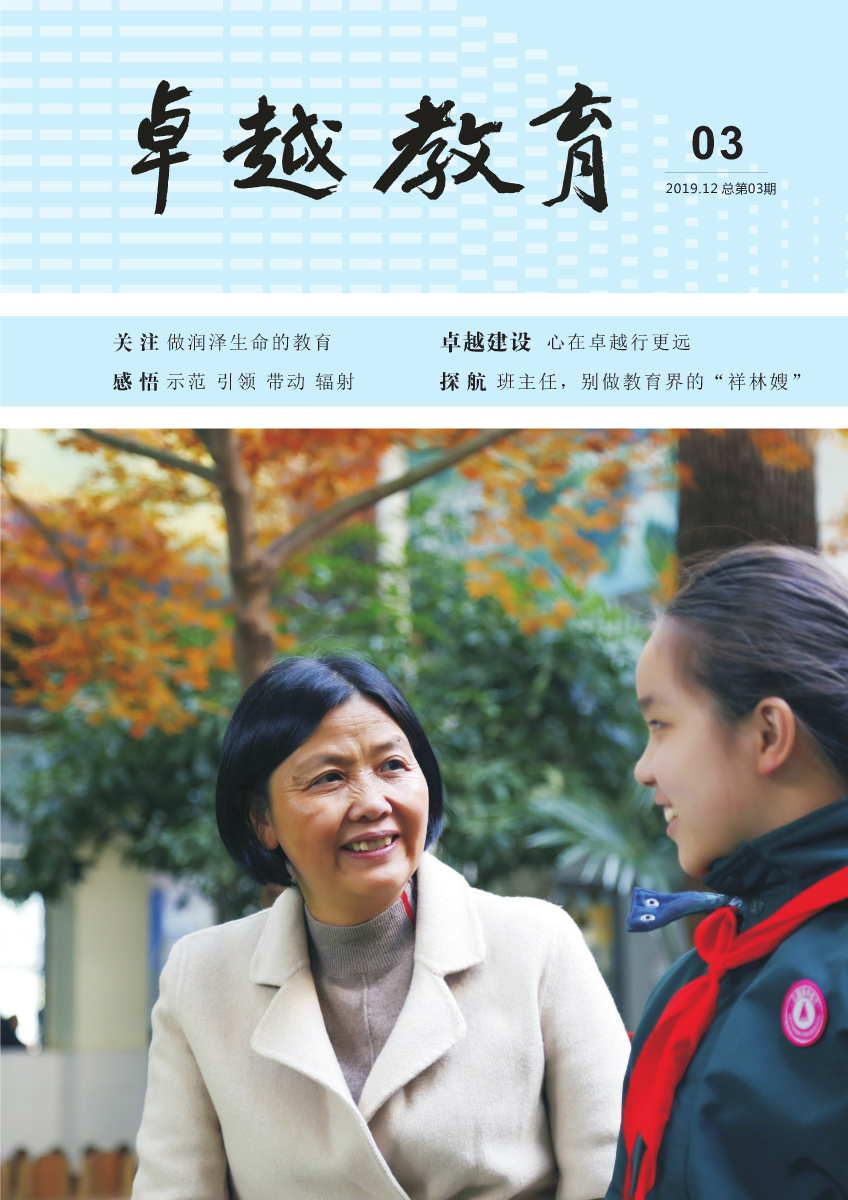 卓越教育
03
2019.12 总第03期
关注 做润泽生命的教育
卓越建设 心在卓越行更远
感悟 示范 引领 带动 辐射
探航 班主任，别做教育界的“祥林嫂”